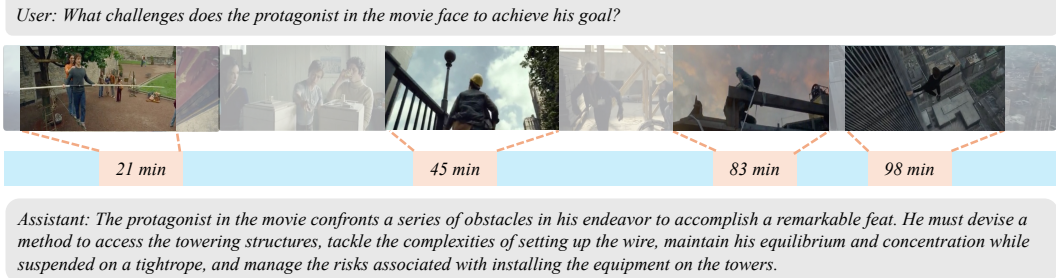 User: What challenges does the protagonist in the movie face to achieve his goal?
21 min
45 min
83 min
98 min
Assistant: The protagonist in the movie confronts a series of obstacles in his endeavor to accomplish a remarkable feat. He must devise a
method to access the towering structures, tackle the complexities of setting up the wire, maintain his equilibrium and concentration while
suspended on a tightrope, and manage the risks associated with installing the equipment on the towers.